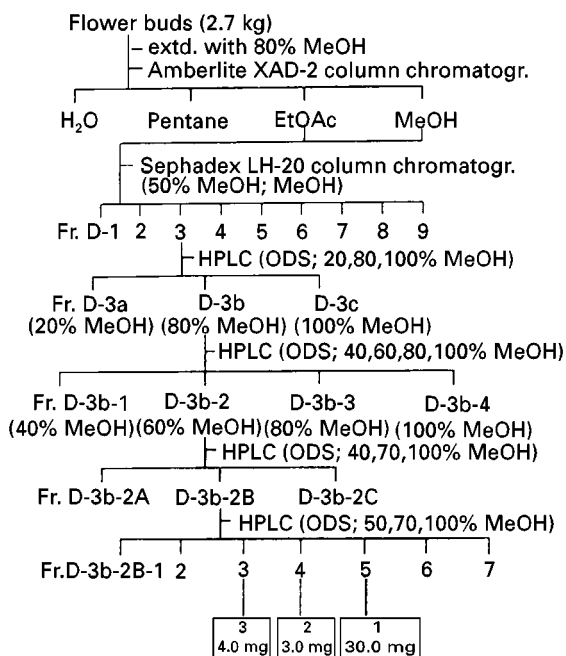 Flower buds (2.7 kg)
extd. with 80% MeOH
Amberlite XAD-2 column chromatogr.
H₂O Pentane EtOAc MeOH
Sephadex LH-20 column chromatogr.
(50% MeOH; MeOH)
Fr. D-1 2 3 4 5 6 7 8 9
HPLC (ODS; 20,80,100% MeOH)
Fr. D-3a D-3b D-3c
(20% MeOH) (80% MeOH) (100% MeOH)
HPLC (ODS; 40,60,80,100% MeOH)
Fr. D-3b-1 D-3b-2 D-3b-3 D-3b-4
(40% MeOH) (60% MeOH) (80% MeOH) (100% MeOH)
HPLC (ODS; 40,70,100% MeOH)
Fr. D-3b-2A D-3b-2B D-3b-2C
HPLC (ODS; 50,70,100% MeOH)
Fr.D-3b-2B-1 2 3 4 5 6 7
3 2 1
4.0 mg 3.0 mg 30.0 mg